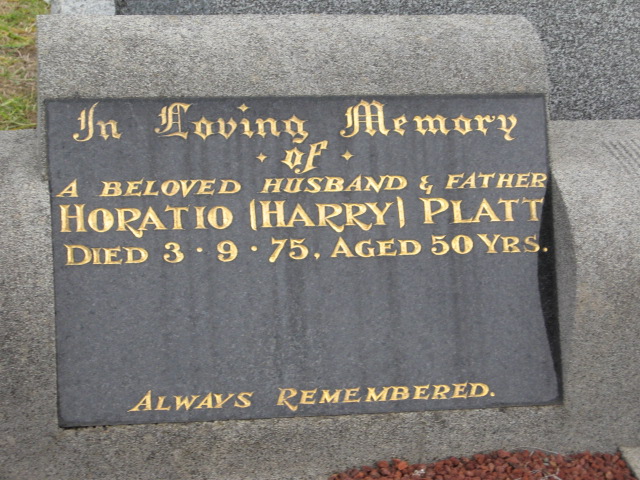 In Loving Memory
· of ·
A BELOVED HUSBAND & FATHER
HORATIO (HARRY) PLATT
DIED 3 · 9 · 75. AGED 50 YRS.
ALWAYS REMEMBERED.